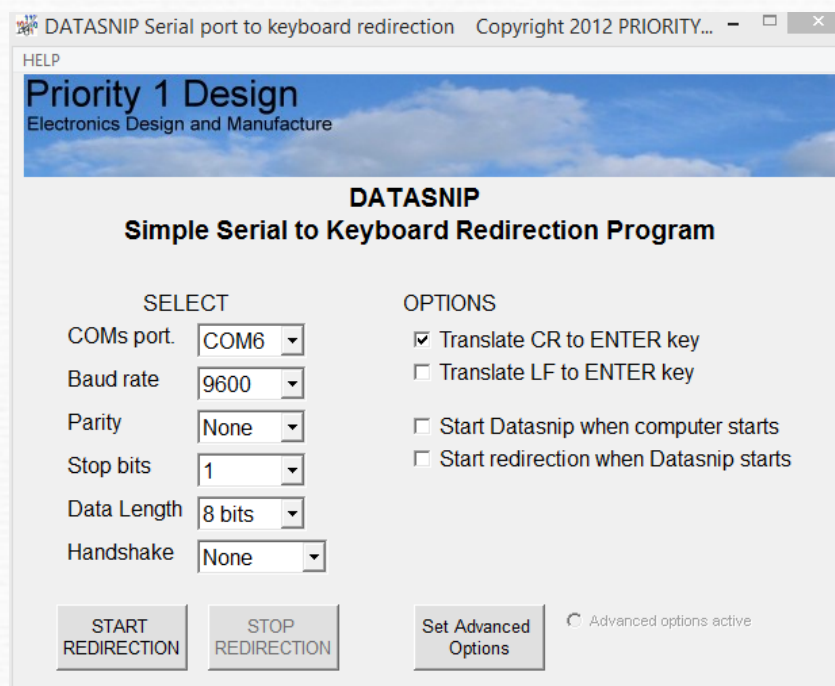 DATASNIP Serial port to keyboard redirection Copyright 2012 PRIORITY...
HELP
Priority 1 Design
Electronics Design and Manufacture
DATASNIP
Simple Serial to Keyboard Redirection Program
SELECT
COMs port. COM6
Baud rate 9600
Parity None
Stop bits 1
Data Length 8 bits
Handshake None
OPTIONS
Translate CR to ENTER key
Translate LF to ENTER key
Start Datasnip when computer starts
Start redirection when Datasnip starts
START
REDIRECTION
STOP
REDIRECTION
Set Advanced
Options
Advanced options active